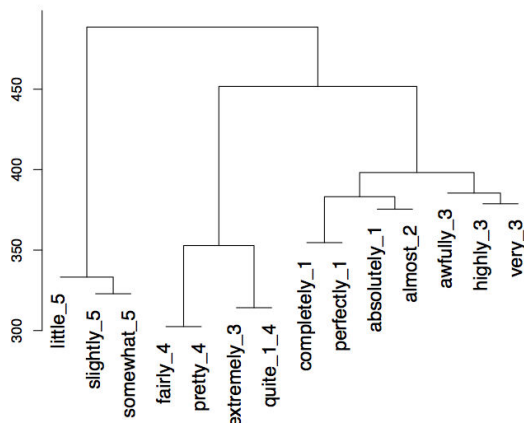 450
400
350
300
little_5
slightly_5
somewhat_5
fairly_4
pretty_4
extremely_3
quite_1_4
completely_1
perfectly_1
absolutely_1
almost_2
awfully_3
highly_3
very_3